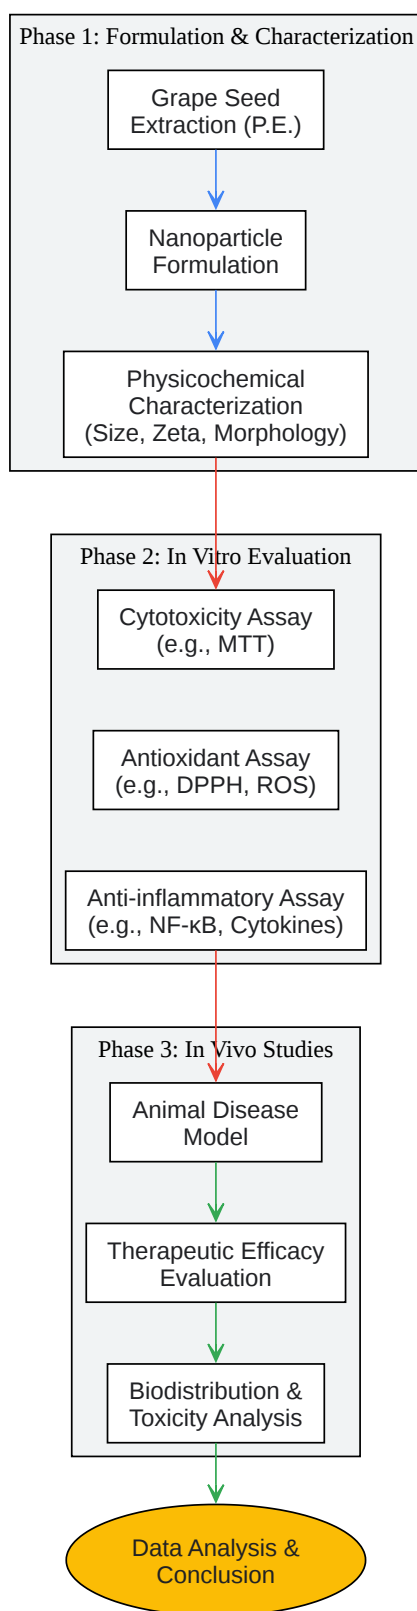 Phase 1: Formulation & Characterization
Grape Seed
Extraction (P.E.)
Nanoparticle
Formulation
Physicochemical
Characterization
(Size, Zeta, Morphology)
Phase 2: In Vitro Evaluation
Cytotoxicity Assay
(e.g., MTT)
Antioxidant Assay
(e.g., DPPH, ROS)
Anti-inflammatory Assay
(e.g., NF-κB, Cytokines)
Phase 3: In Vivo Studies
Animal Disease
Model
Therapeutic Efficacy
Evaluation
Biodistribution &
Toxicity Analysis
Data Analysis &
Conclusion